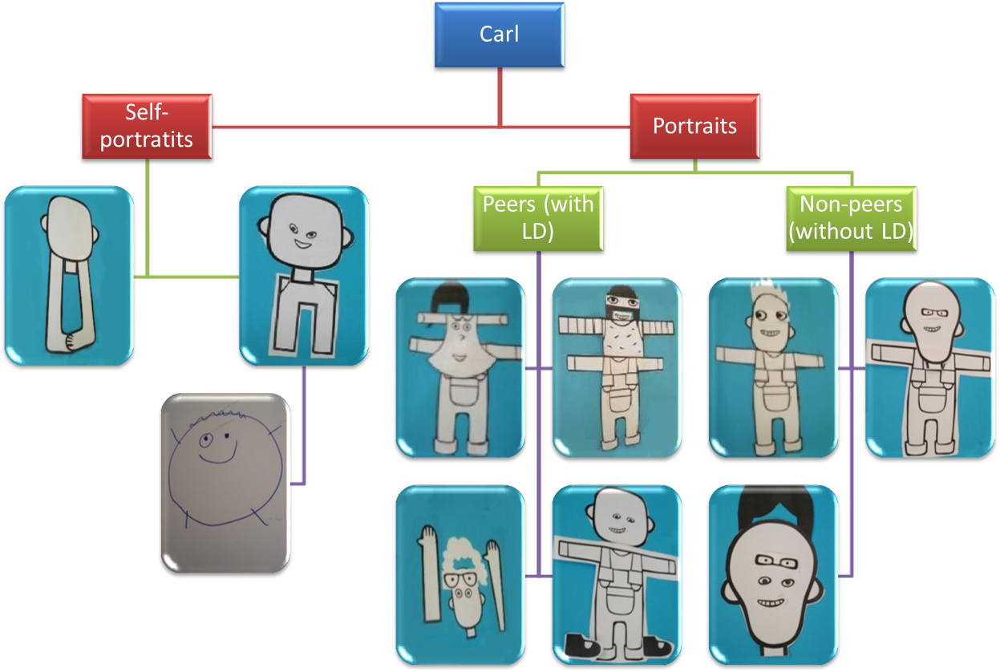 Carl
Self-
portratits
Portraits
Peers (with
LD)
Non-peers
(without LD)